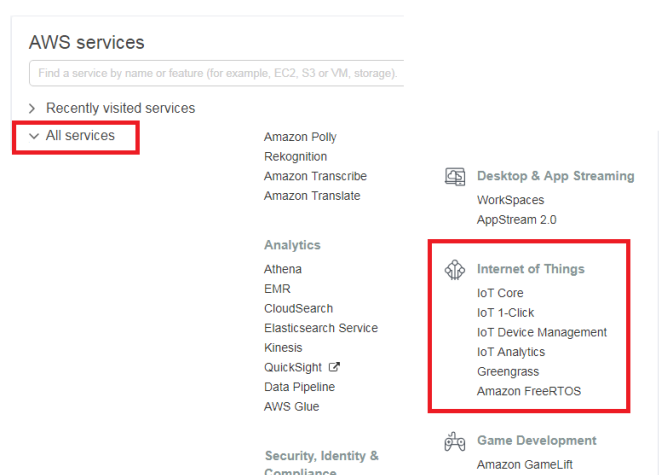 AWS services
Find a service by name or feature (for example, EC2, S3 or VM, storage).
Recently visited services
All services
Amazon Polly
Rekognition
Amazon Transcribe
Amazon Translate
Analytics
Athena
EMR
CloudSearch
Elasticsearch Service
Kinesis
QuickSight
Data Pipeline
AWS Glue
Security, Identity &
Compliance
Desktop & App Streaming
WorkSpaces
AppStream 2.0
Internet of Things
IoT Core
IoT 1-Click
IoT Device Management
IoT Analytics
Greengrass
Amazon FreeRTOS
Game Development
Amazon GameLift